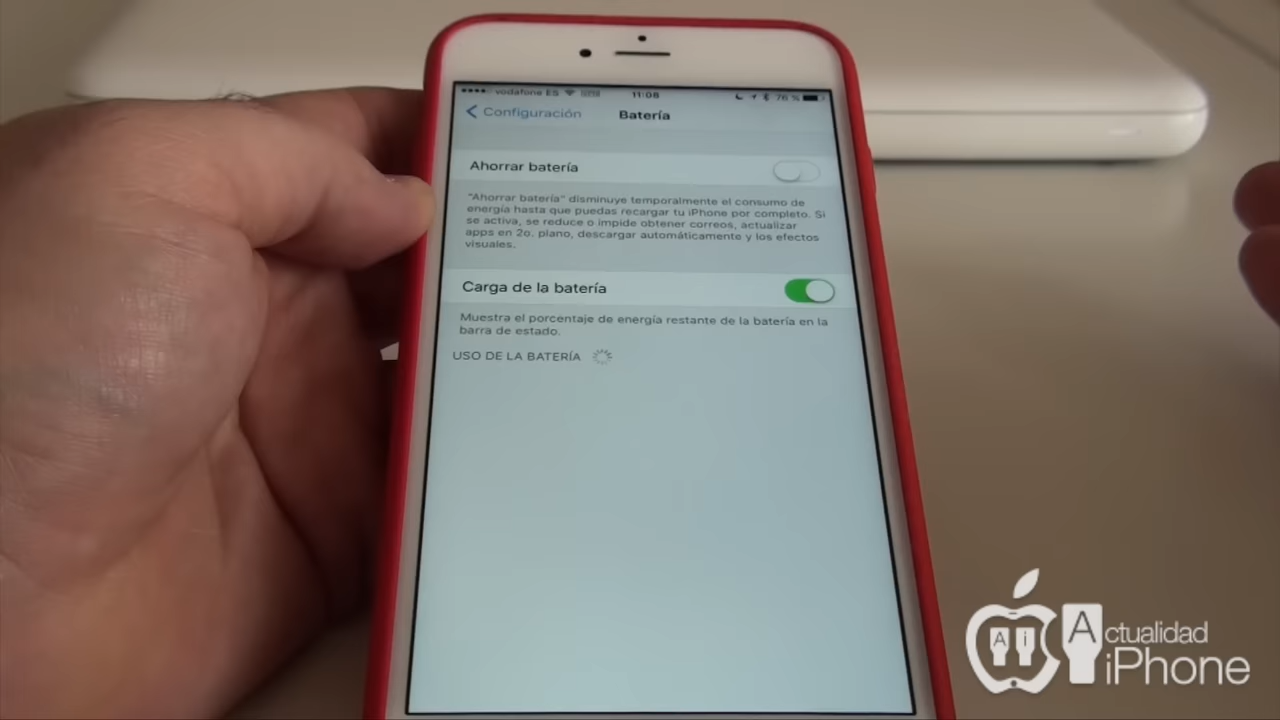 vodafone ES 11:08 76 %
Configuración Batería
Ahorrar batería
"Ahorrar batería" disminuye temporalmente el consumo de
energía hasta que puedas recargar tu iPhone por completo. Si
se activa, se reduce o impide obtener correos, actualizar
apps en 2o. plano, descargar automáticamente y los efectos
visuales.
Carga de la batería
Muestra el porcentaje de energía restante de la batería en la
barra de estado.
USO DE LA BATERÍA
Ai
Actualidad
iPhone